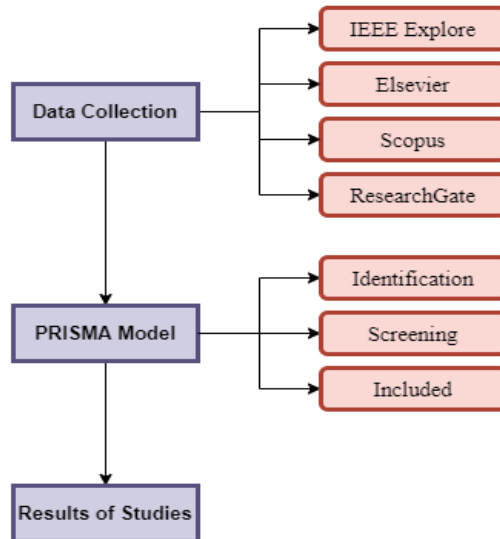 IEEE Explore
Elsevier
Data Collection
Scopus
ResearchGate
Identification
PRISMA Model
Screening
Included
Results of Studies